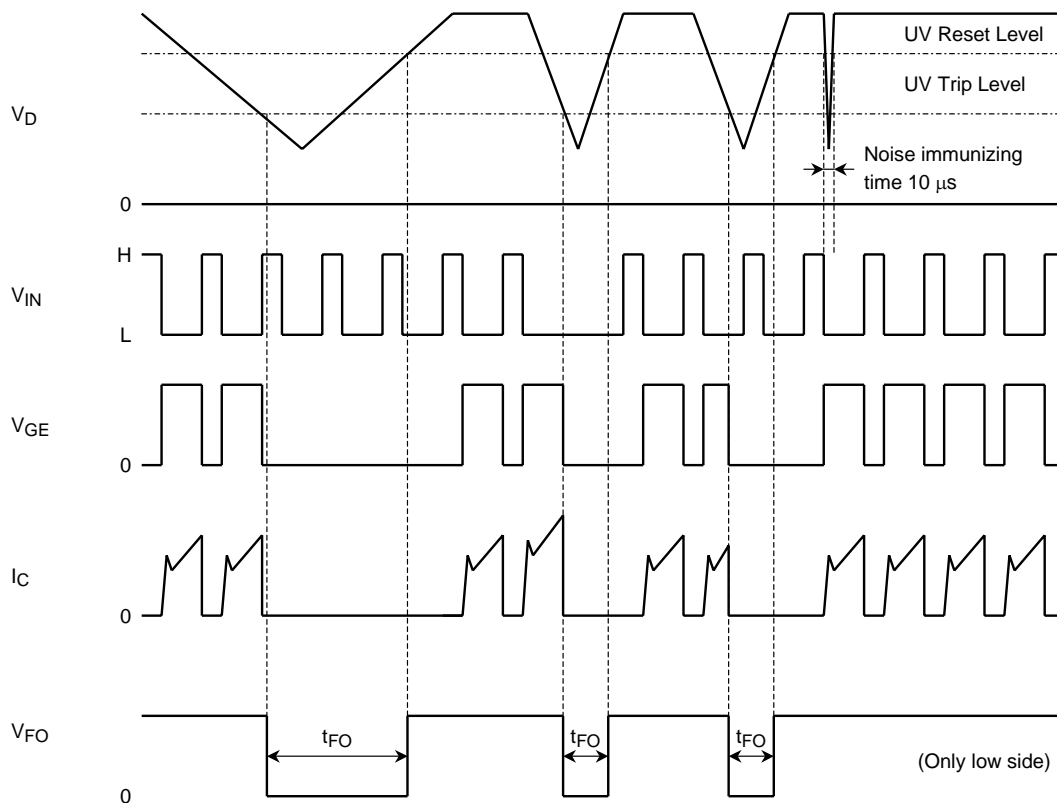 UV Reset Level
UV Trip Level
VD
Noise immunizing
time 10 μs
0
H
VIN
L
VGE
0
IC
0
VFO
tFO
tFO
tFO
(Only low side)
0